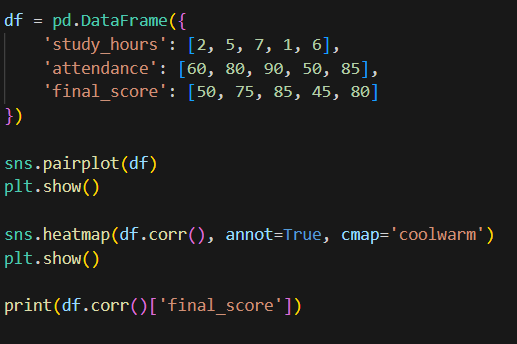 df = pd.DataFrame({
    'study_hours': [2, 5, 7, 1, 6],
    'attendance': [60, 80, 90, 50, 85],
    'final_score': [50, 75, 85, 45, 80]
})

sns.pairplot(df)
plt.show()

sns.heatmap(df.corr(), annot=True, cmap='coolwarm')
plt.show()

print(df.corr()['final_score'])